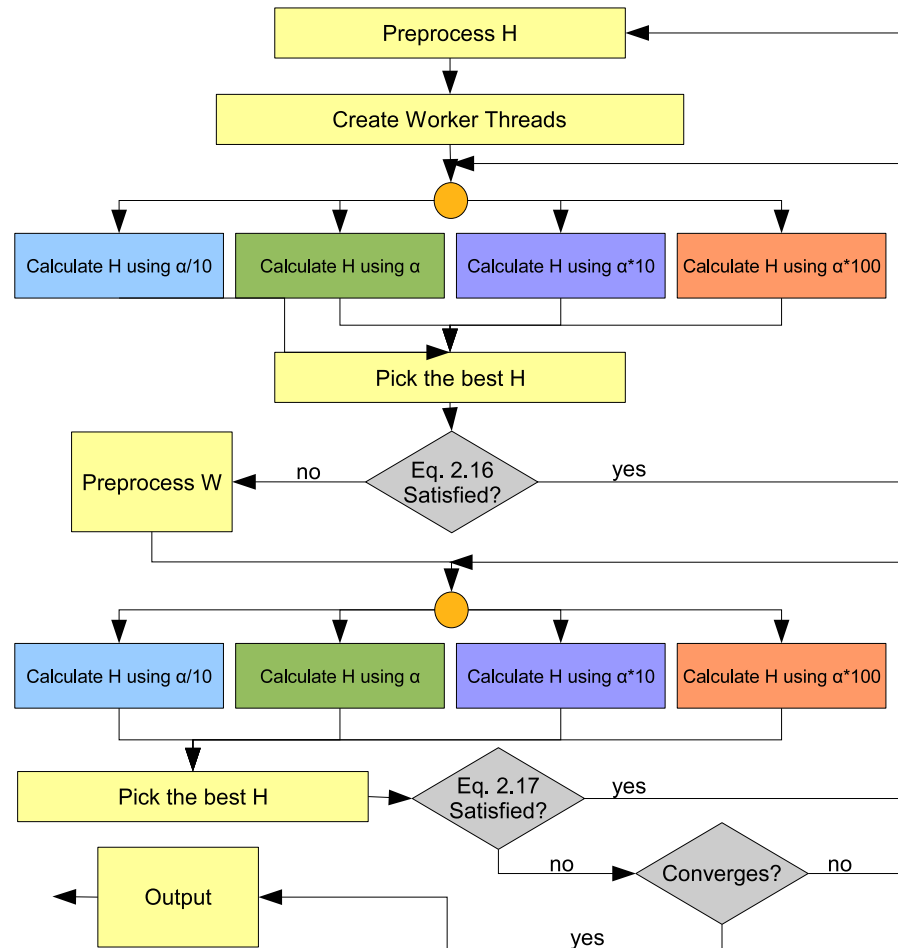 Preprocess H
Create Worker Threads
Calculate H using α/10
Calculate H using α
Calculate H using α*10
Calculate H using α*100
Pick the best H
Preprocess W
no
Eq. 2.16
Satisfied?
yes
Calculate H using α/10
Calculate H using α
Calculate H using α*10
Calculate H using α*100
Pick the best H
Eq. 2.17
Satisfied?
yes
no
Converges?
no
Output
yes